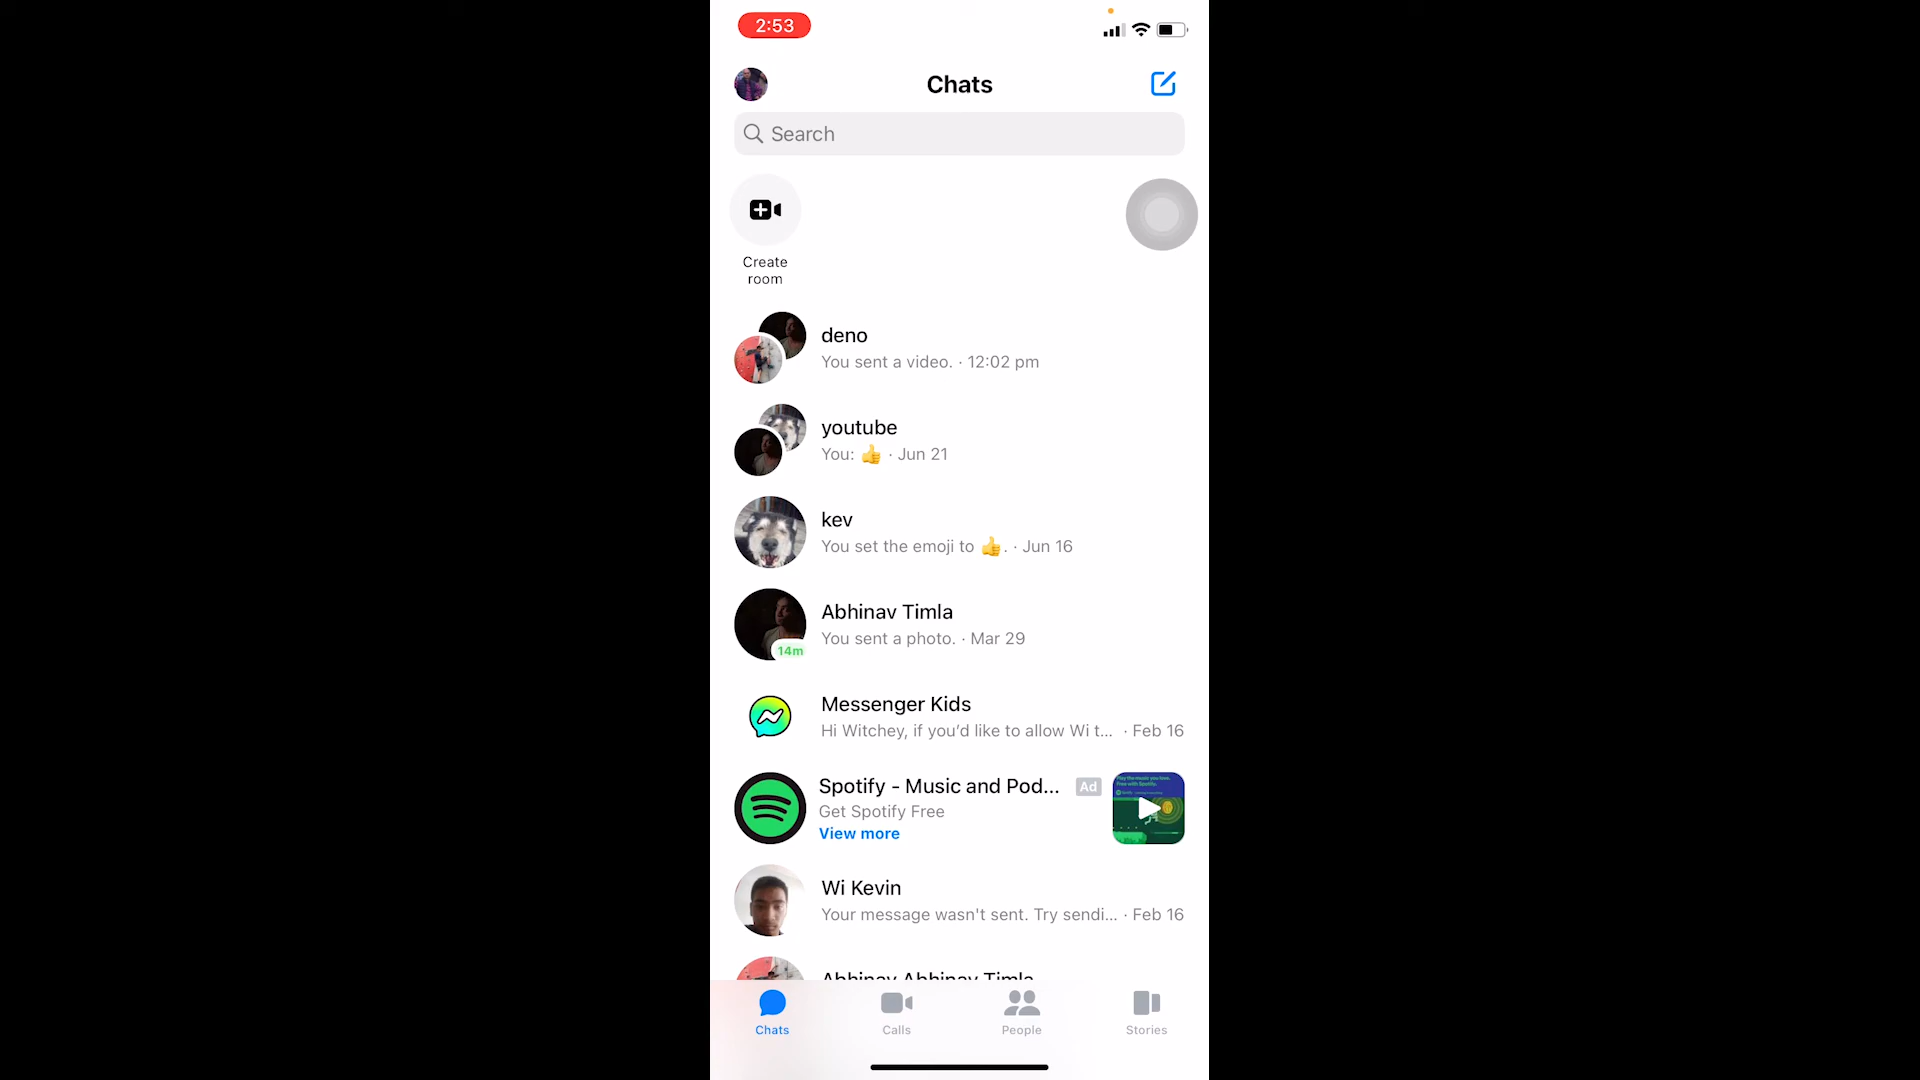 2:53
Chats
Search
Create
room
deno
You sent a video. · 12:02 pm
youtube
You: 👍 · Jun 21
kev
You set the emoji to 👍. · Jun 16
Abhinav Timla
You sent a photo. · Mar 29
14m
Messenger Kids
Hi Witchey, if you’d like to allow Wi t... · Feb 16
Spotify - Music and Pod... Ad
Get Spotify Free
View more
Wi Kevin
Your message wasn't sent. Try sendi... · Feb 16
Abhinav Abhinav Timla
Chats
Calls
People
Stories